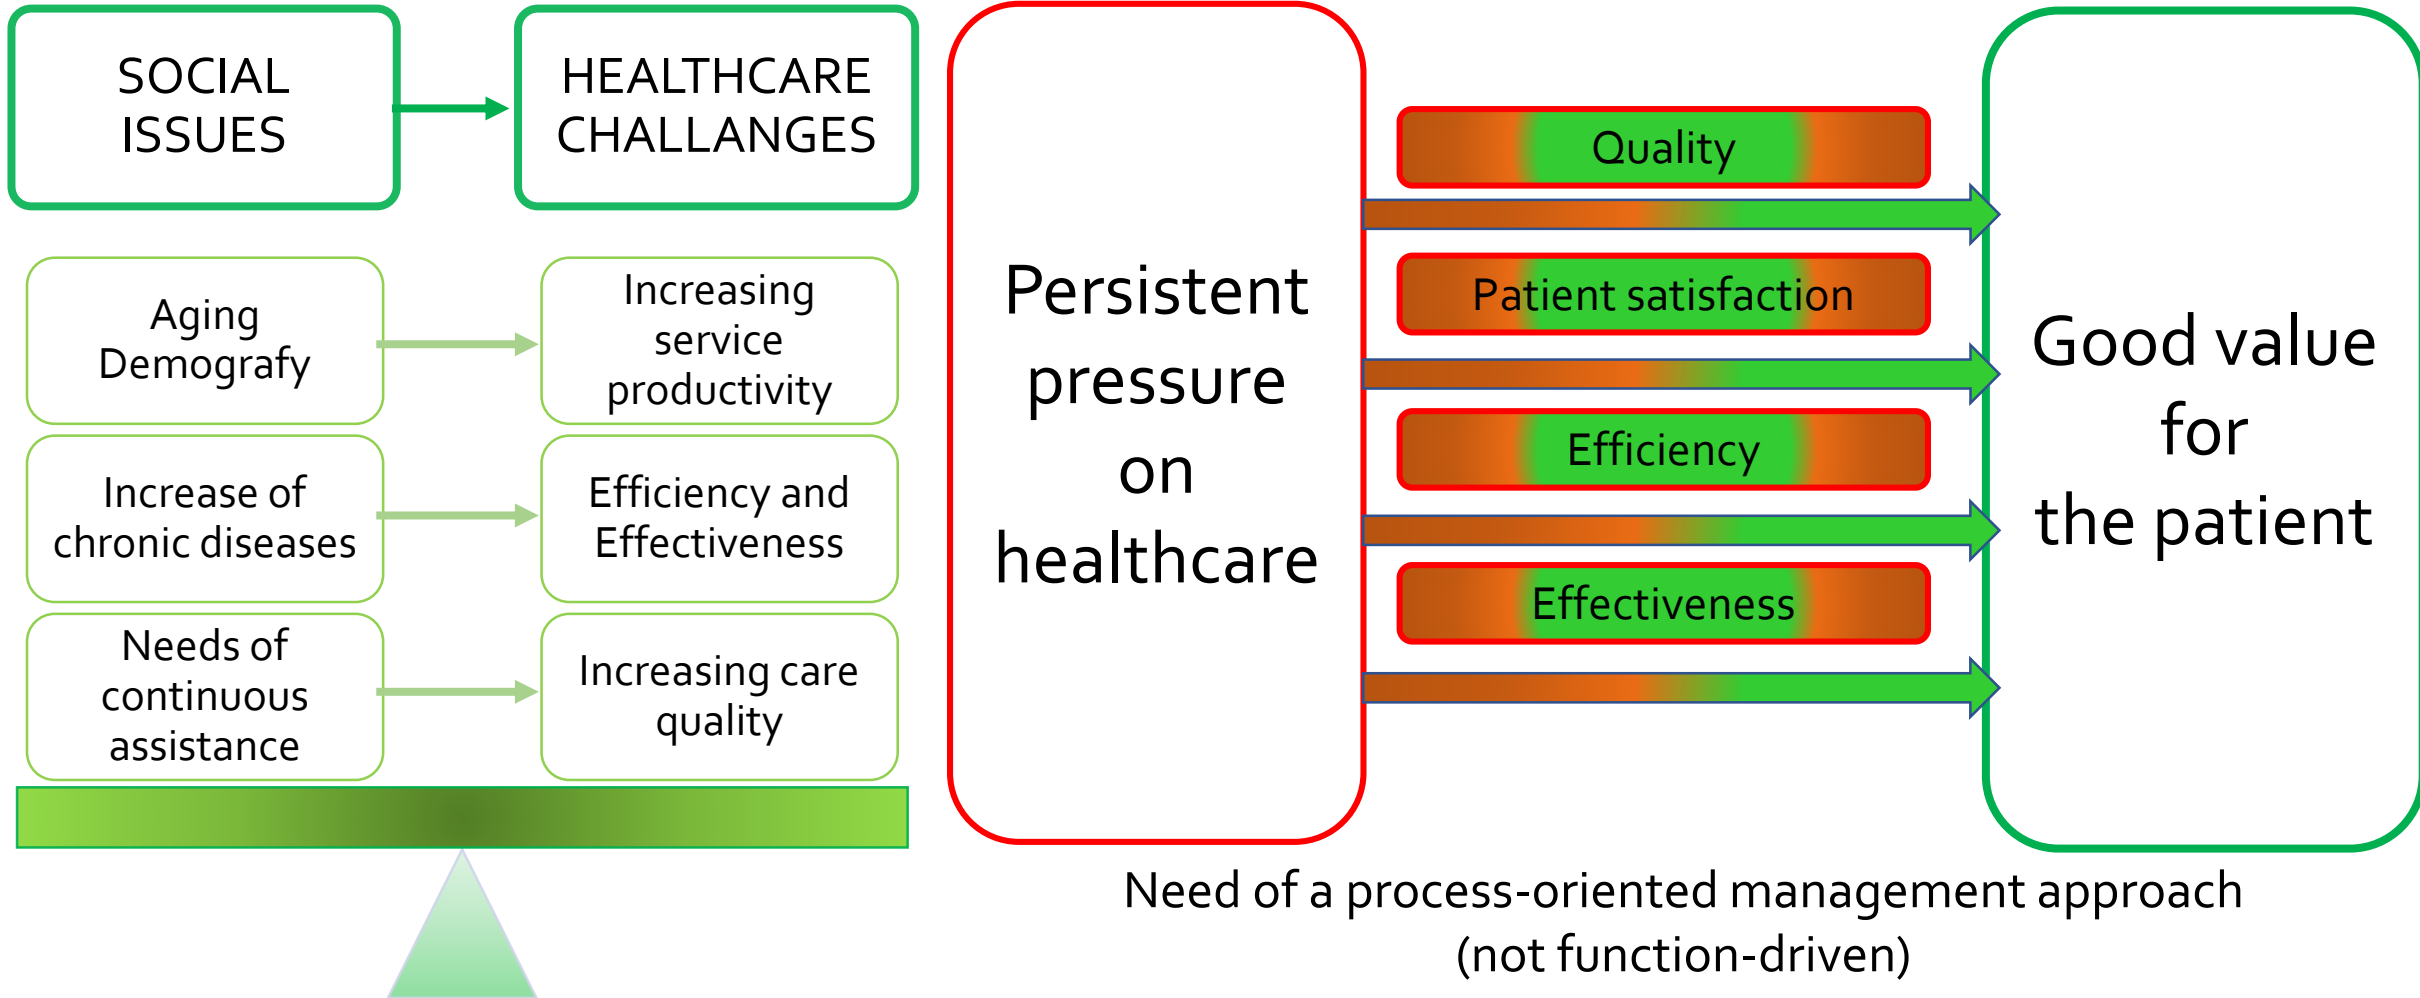 SOCIAL
ISSUES
HEALTHCARE
CHALLANGES
Aging
Demografy
Increasing
service
productivity
Increase of
chronic diseases
Efficiency and
Effectiveness
Needs of
continuous
assistance
Increasing care
quality
Persistent
pressure
on
healthcare
Quality
Patient satisfaction
Efficiency
Effectiveness
Good value
for
the patient
Need of a process-oriented management approach
(not function-driven)